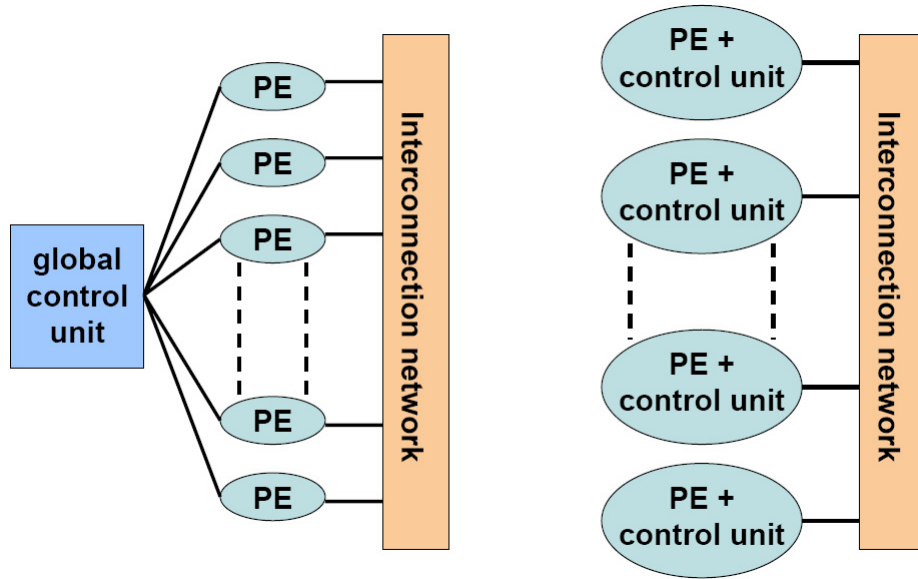 global
control
unit
PE
PE
PE
PE
PE
Interconnection network
PE +
control unit
PE +
control unit
PE +
control unit
PE +
control unit
Interconnection network